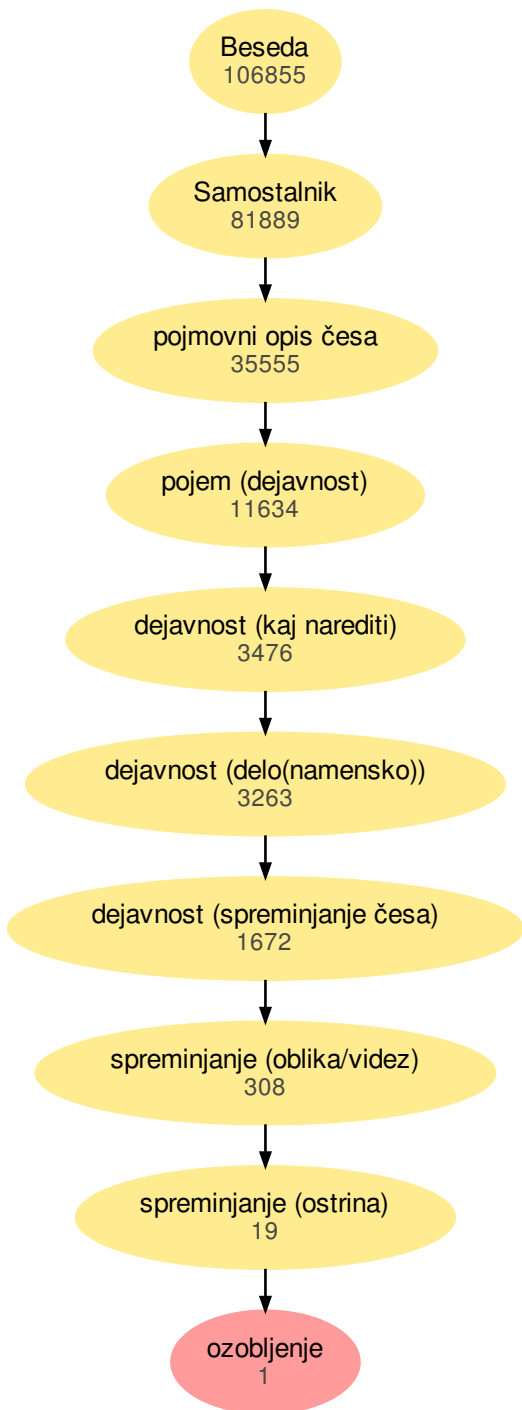 Beseda
106855
Samostalnik
81889
pojmovni opis česa
35555
pojem (dejavnost)
11634
dejavnost (kaj narediti)
3476
dejavnost (delo(namensko))
3263
dejavnost (spreminjanje česa)
1672
spreminjanje (oblika/videz)
308
spreminjanje (ostrina)
19
ozobljenje
1